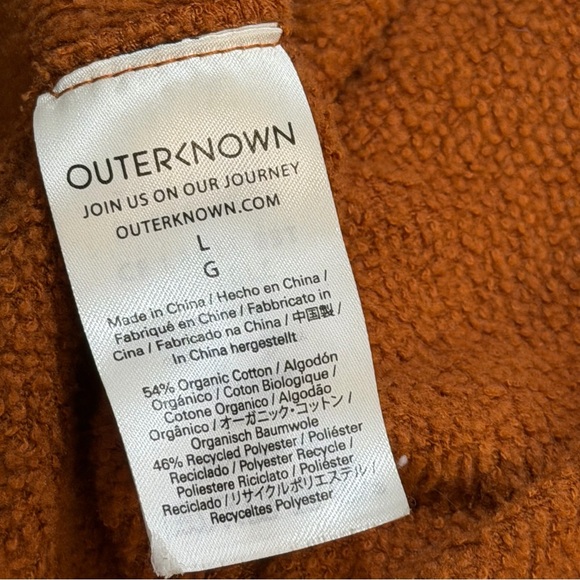 OUTERKNOWN
JOIN US ON OUR JOURNEY
OUTERKNOWN.COM
L
G
Made in China / Hecho en China /
Fabriqué en Chine / Fabbricato in
Cina / Fabricado na China / 中国製 /
In China hergestellt
54% Organic Cotton / Algodón
Orgánico / Coton Biologique /
Cotone Organico / Algodão
Orgânico / オーガニック・コットン /
Organisch Baumwole
46% Recycled Polyester / Poliéster
Reciclado / Polyester Recycle /
Poliestere Riciclato / Poliéster
Reciclado / リサイクルポリエステル /
Recyceltes Polyester